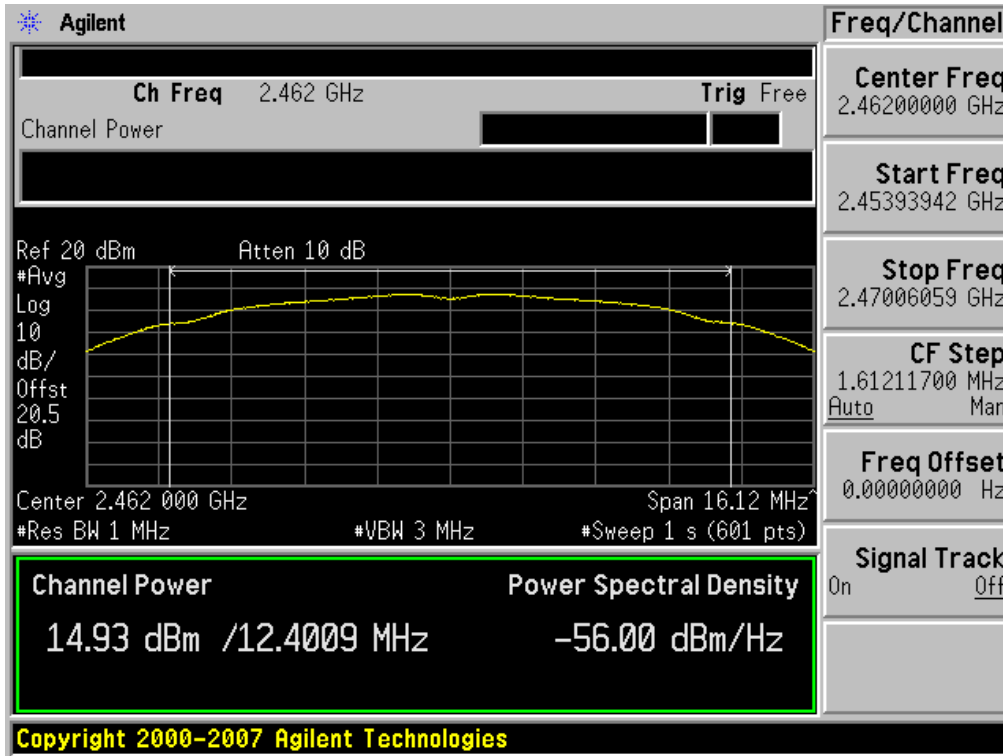 Agilent
Freq/Channel
Ch Freq 2.462 GHz Trig Free
Channel Power
Center Freq
2.46200000 GHz
Start Freq
2.45393942 GHz
Stop Freq
2.47006059 GHz
CF Step
1.61211700 MHz
Auto Man
Freq Offset
0.00000000 Hz
Signal Track
On Off
Ref 20 dBm Atten 10 dB
#Avg
Log
10
dB/
Offst
20.5
dB
Center 2.462 000 GHz Span 16.12 MHz^
#Res BW 1 MHz #VBW 3 MHz #Sweep 1 s (601 pts)
Channel Power Power Spectral Density
14.93 dBm /12.4009 MHz -56.00 dBm/Hz
Copyright 2000-2007 Agilent Technologies